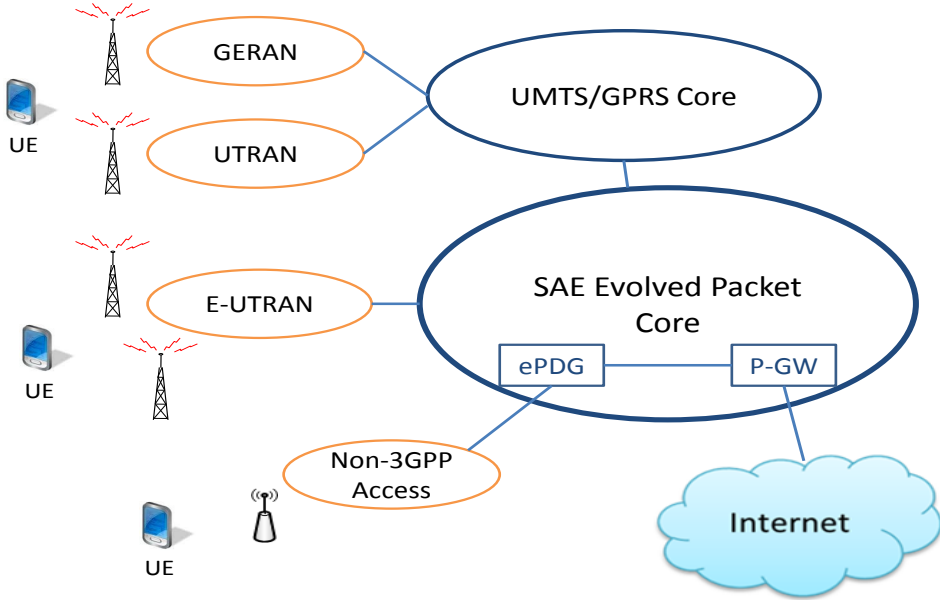 GERAN
UMTS/GPRS Core
UE
UTRAN
E-UTRAN
SAE Evolved Packet
Core
UE
ePDG
P-GW
Non-3GPP
Access
Internet
UE